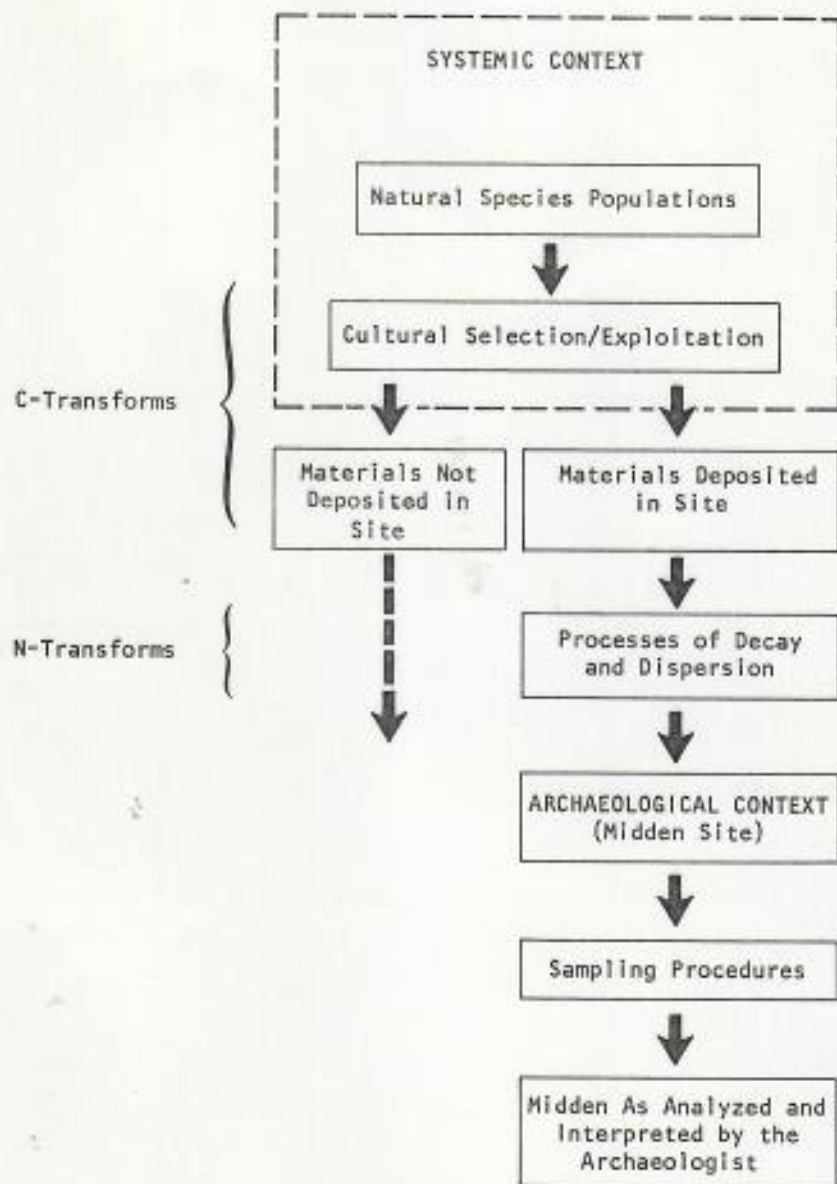 SYSTEMIC CONTEXT
Natural Species Populations
Cultural Selection/Exploitation
C-Transforms
Materials Not
Deposited in
Site
Materials Deposited
in Site
N-Transforms
Processes of Decay
and Dispersion
ARCHAEOLOGICAL CONTEXT
(Midden Site)
Sampling Procedures
Midden As Analyzed and
Interpreted by the
Archaeologist